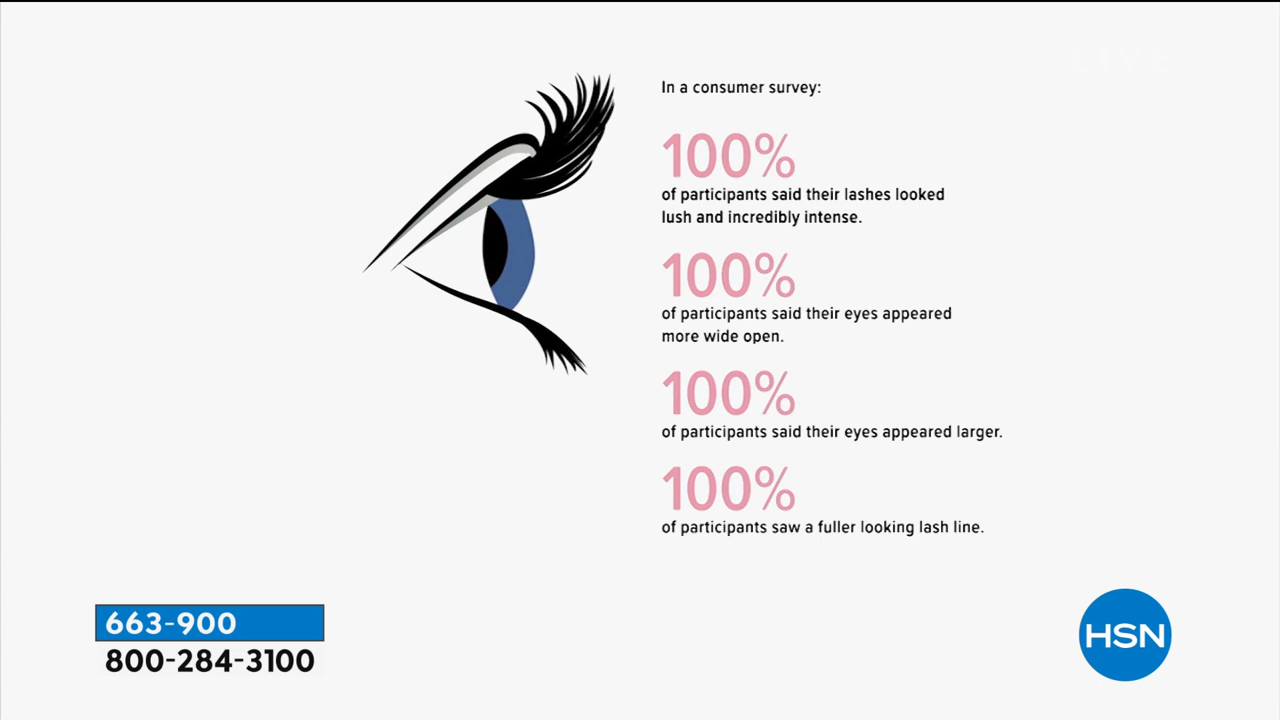 LIVE
In a consumer survey:
100%
of participants said their lashes looked
lush and incredibly intense.
100%
of participants said their eyes appeared
more wide open.
100%
of participants said their eyes appeared larger.
100%
of participants saw a fuller looking lash line.
663-900
800-284-3100
HSN